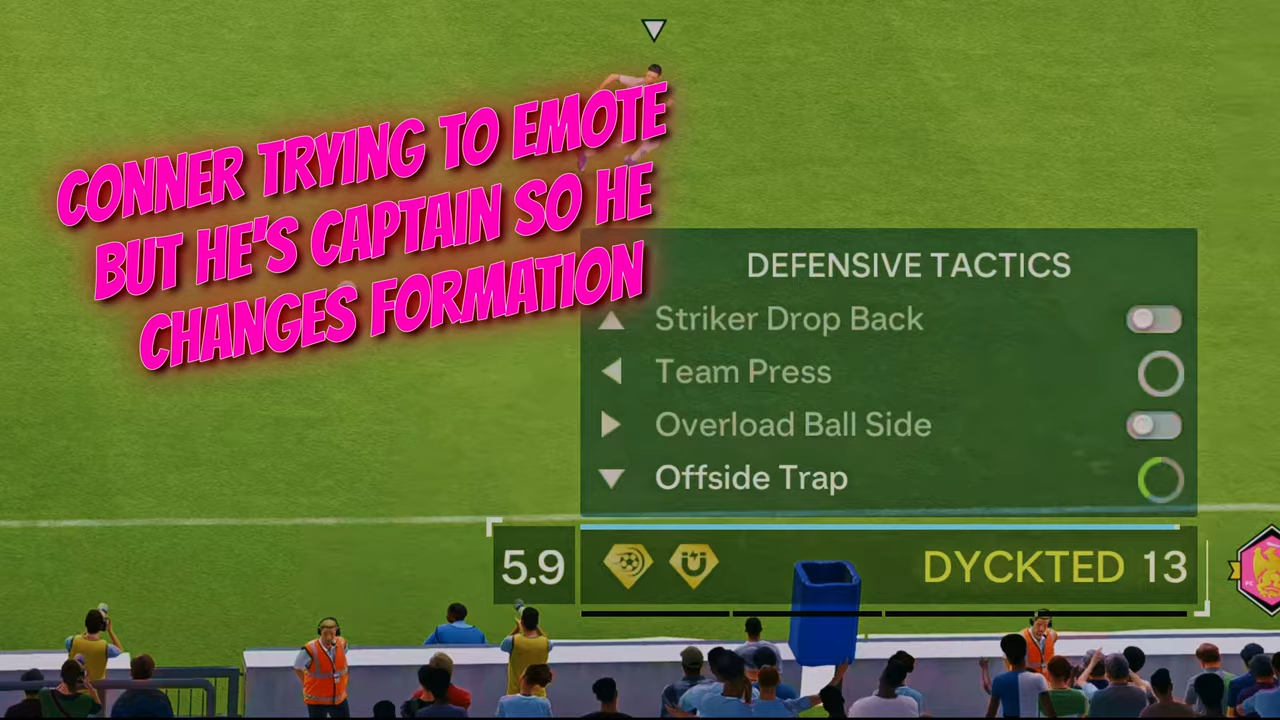 CONNER TRYING TO EMOTE
BUT HE'S CAPTAIN SO HE
CHANGES FORMATION
DEFENSIVE TACTICS
Striker Drop Back
Team Press
Overload Ball Side
Offside Trap
5.9
DYCKTED 13